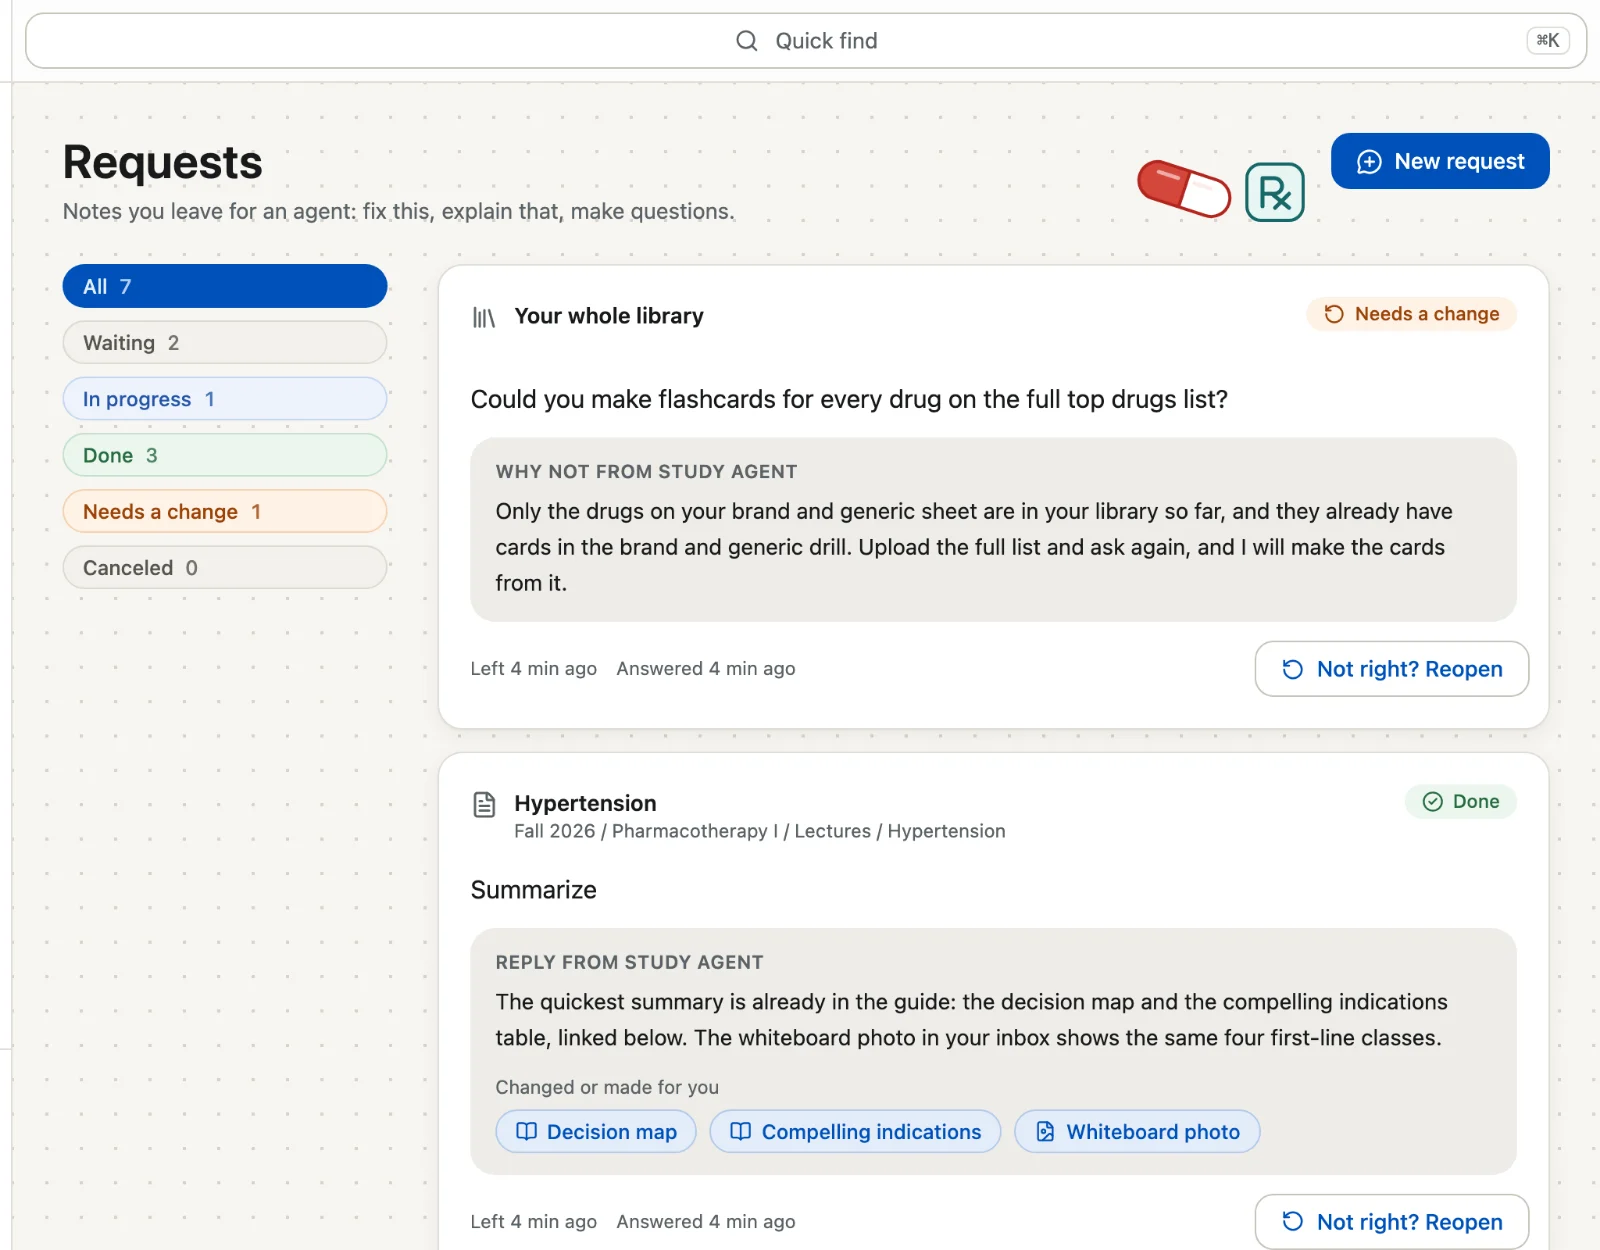 Quick find
⌘K
Requests
Notes you leave for an agent: fix this, explain that, make questions.
Rx
New request
All 7
Waiting 2
In progress 1
Done 3
Needs a change 1
Canceled 0
Your whole library
Needs a change
Could you make flashcards for every drug on the full top drugs list?
WHY NOT FROM STUDY AGENT
Only the drugs on your brand and generic sheet are in your library so far, and they already have
cards in the brand and generic drill. Upload the full list and ask again, and I will make the cards
from it.
Left 4 min ago Answered 4 min ago
Not right? Reopen
Hypertension
Done
Fall 2026 / Pharmacotherapy I / Lectures / Hypertension
Summarize
REPLY FROM STUDY AGENT
The quickest summary is already in the guide: the decision map and the compelling indications
table, linked below. The whiteboard photo in your inbox shows the same four first-line classes.
Changed or made for you
Decision map
Compelling indications
Whiteboard photo
Left 4 min ago Answered 4 min ago
Not right? Reopen